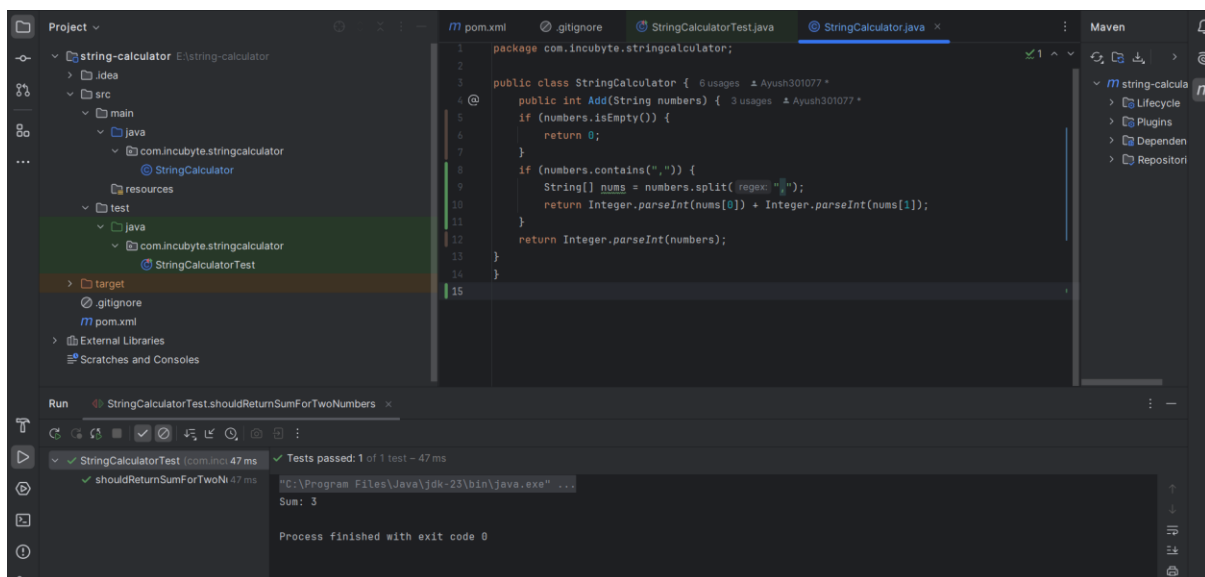 Project
string-calculator E:\string-calculator
.idea
src
main
java
com.incubyte.stringcalculator
StringCalculator
resources
test
java
com.incubyte.stringcalculator
StringCalculatorTest
target
.gitignore
pom.xml
External Libraries
Scratches and Consoles
pom.xml
.gitignore
StringCalculatorTest.java
StringCalculator.java
1 package com.incubyte.stringcalculator;
2
3 public class StringCalculator { 6 usages Ayush301077 *
4 @ public int Add(String numbers) { 3 usages Ayush301077 *
5 if (numbers.isEmpty()) {
6 return 0;
7 }
8 if (numbers.contains(",")) {
9 String[] nums = numbers.split( regex: ",");
10 return Integer.parseInt(nums[0]) + Integer.parseInt(nums[1]);
11 }
12 return Integer.parseInt(numbers);
13 }
14 }
15
1
Maven
string-calcula
Lifecycle
Plugins
Dependen
Repositori
Run StringCalculatorTest.shouldReturnSumForTwoNumbers
StringCalculatorTest (com.inc 47 ms
shouldReturnSumForTwoN 47 ms
Tests passed: 1 of 1 test – 47 ms
"C:\Program Files\Java\jdk-23\bin\java.exe" ...
Sum: 3
Process finished with exit code 0